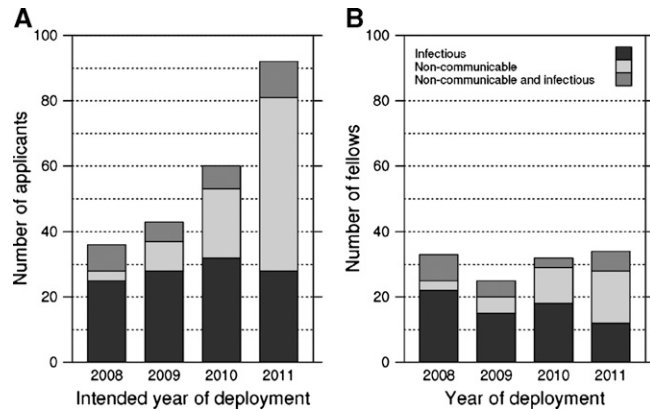 A
100
80
60
40
20
0
Number of applicants
2008 2009 2010 2011
Intended year of deployment
B
100
80
60
40
20
0
Number of fellows
Infectious
Non-communicable
Non-communicable and infectious
2008 2009 2010 2011
Year of deployment